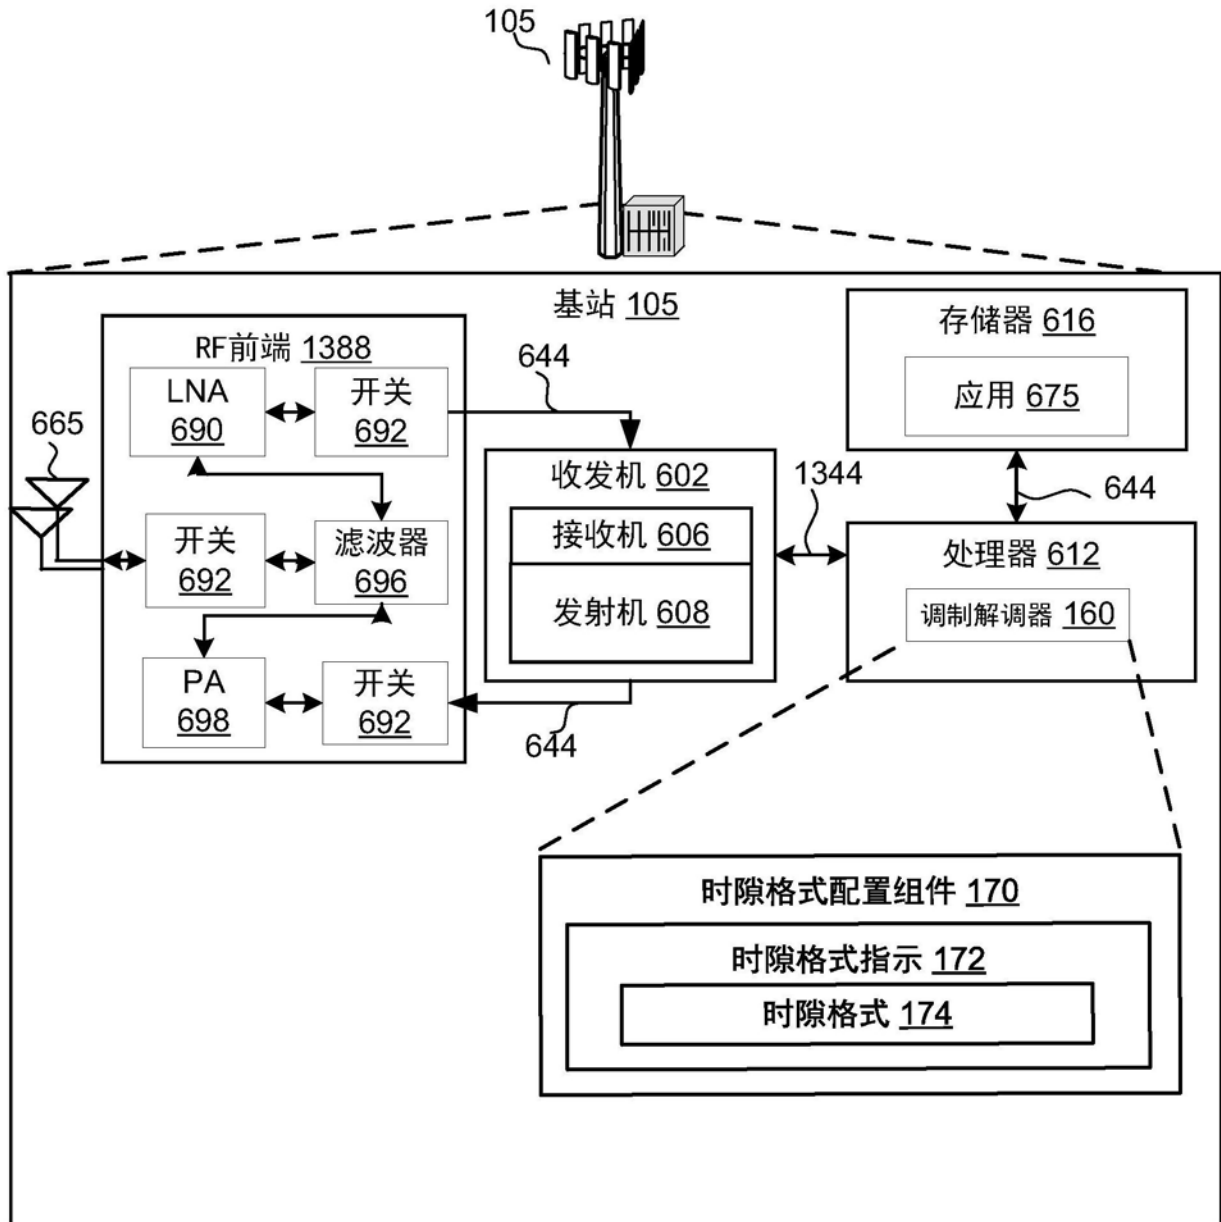 105
基站 105
RF前端 1388
LNA
690
开关
692
644
665
开关
692
滤波器
696
PA
698
开关
692
644
收发机 602
接收机 606
发射机 608
1344
存储器 616
应用 675
644
处理器 612
调制解调器 160
时隙格式配置组件 170
时隙格式指示 172
时隙格式 174